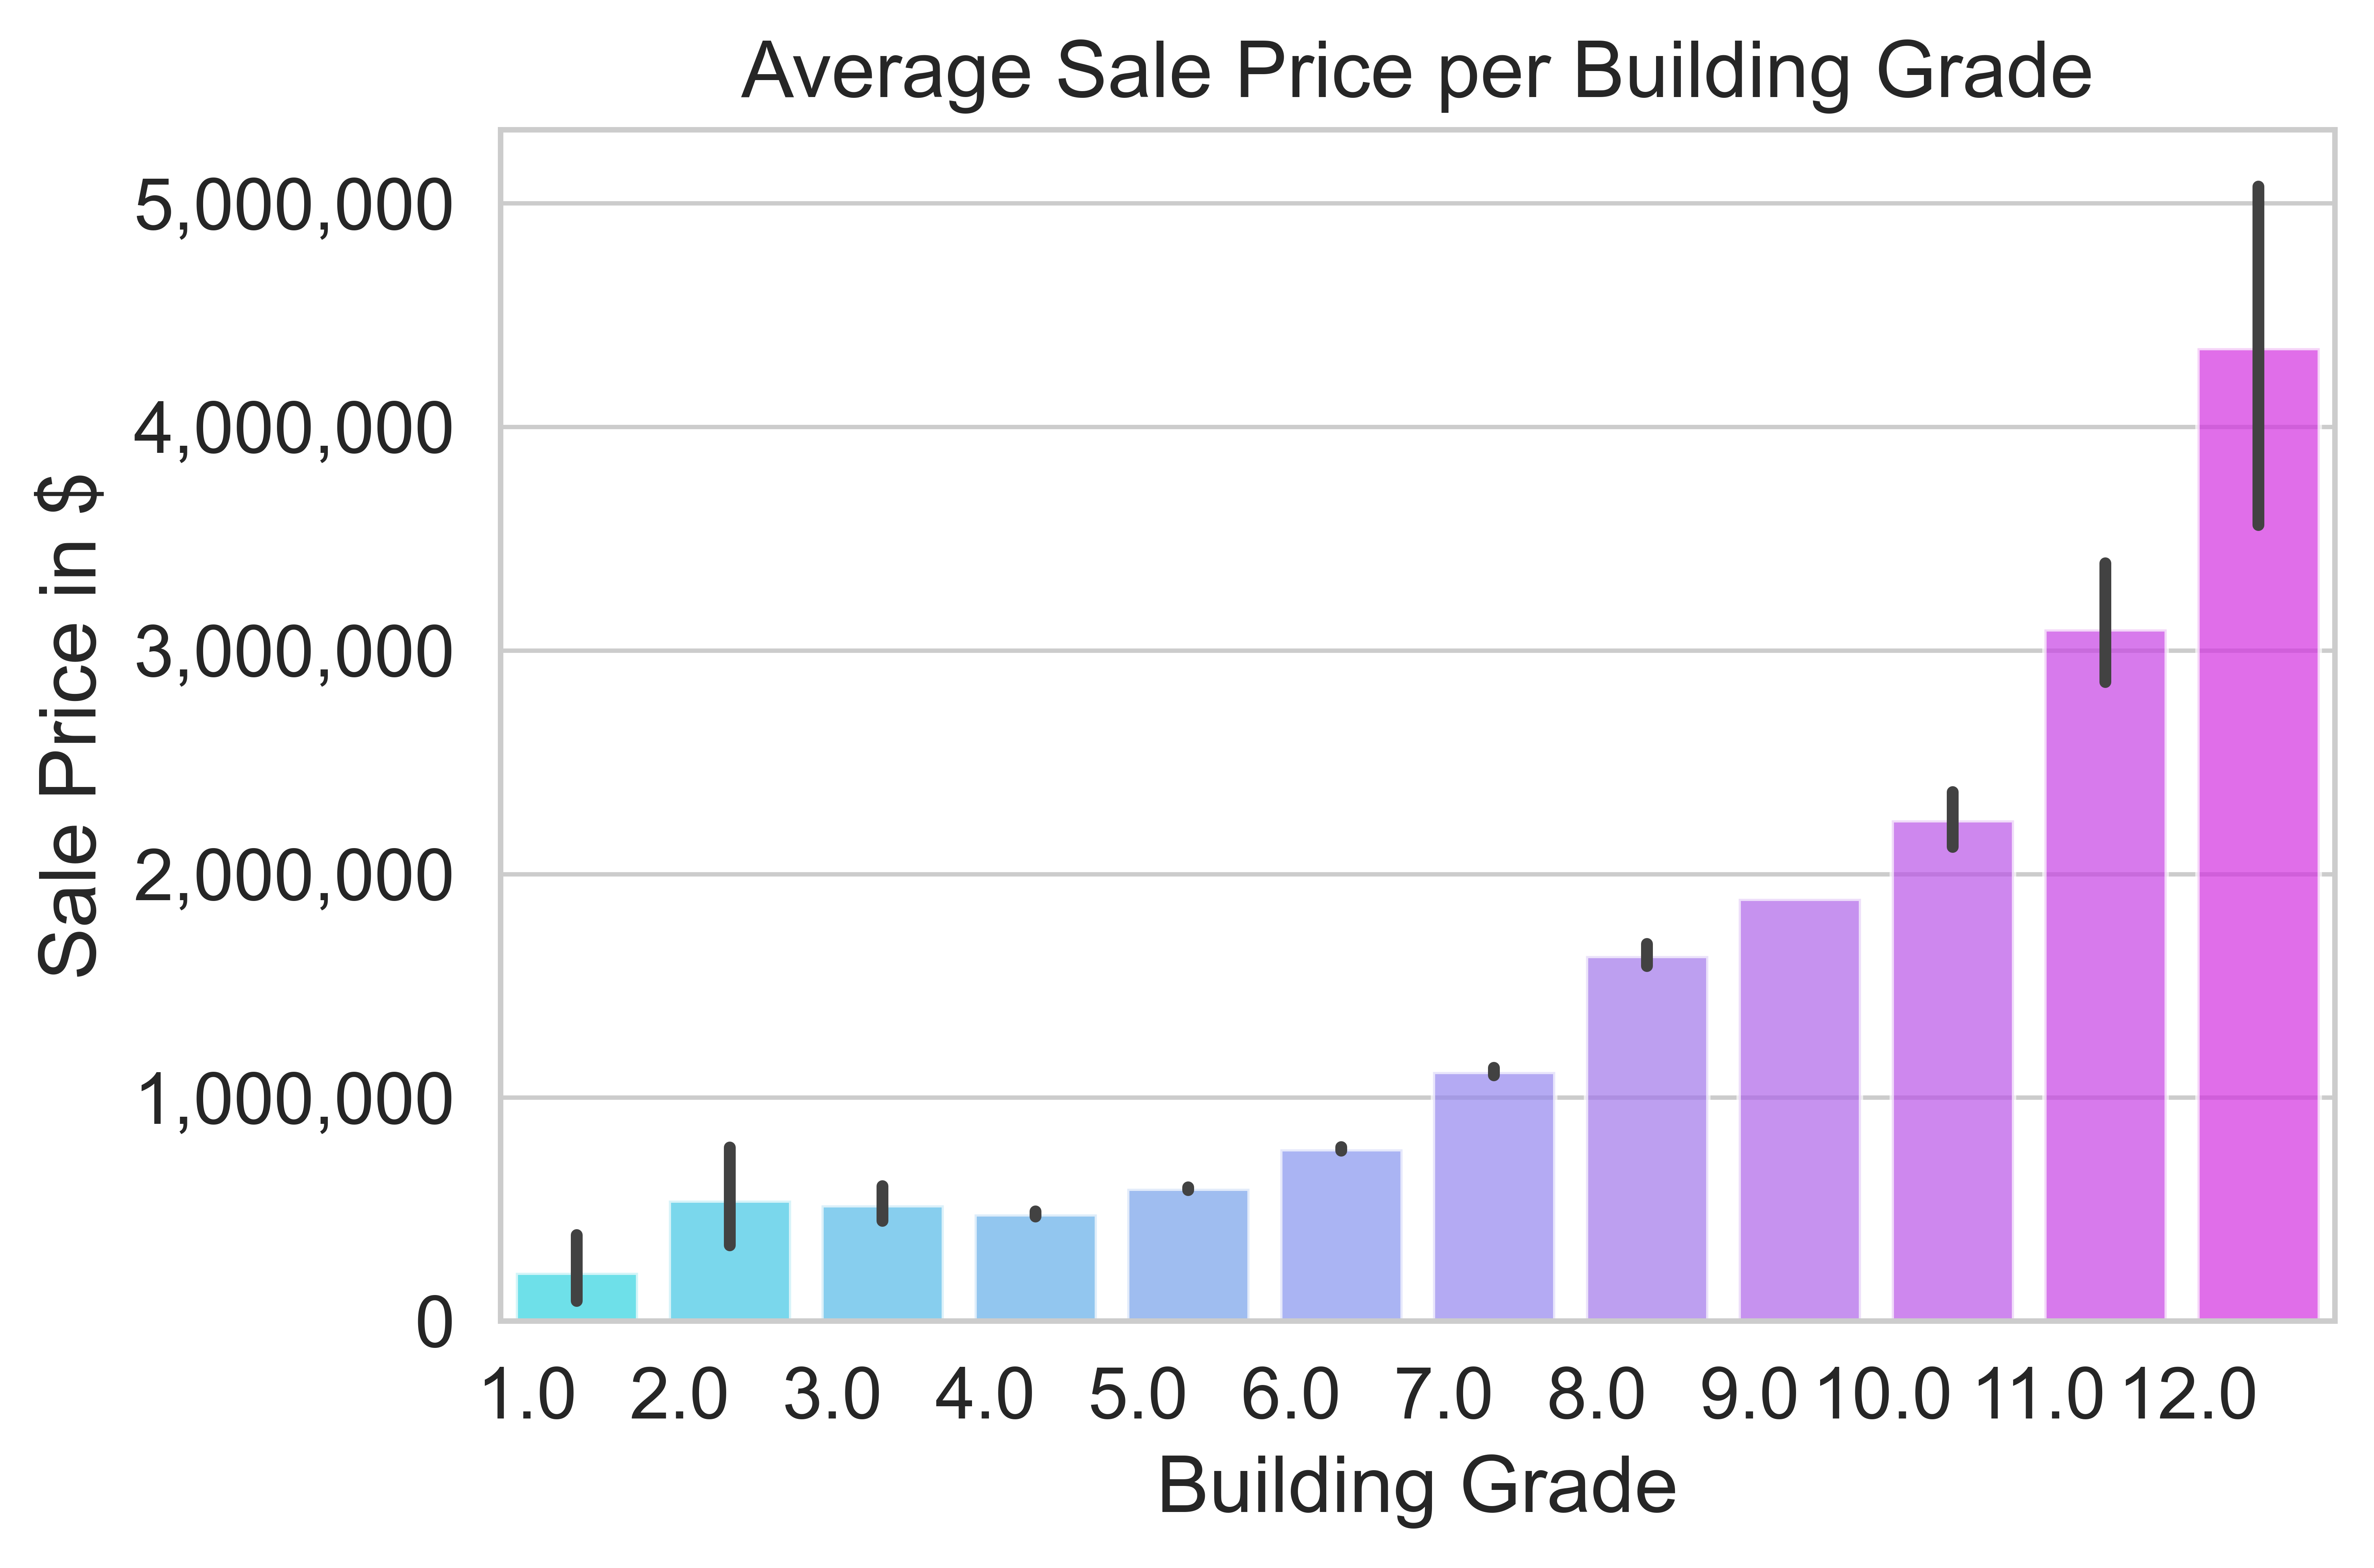 Average Sale Price per Building Grade
5,000,000
4,000,000
3,000,000
2,000,000
1,000,000
0
Sale Price in $
1.0 2.0 3.0 4.0 5.0 6.0 7.0 8.0 9.0 10.0 11.0 12.0
Building Grade